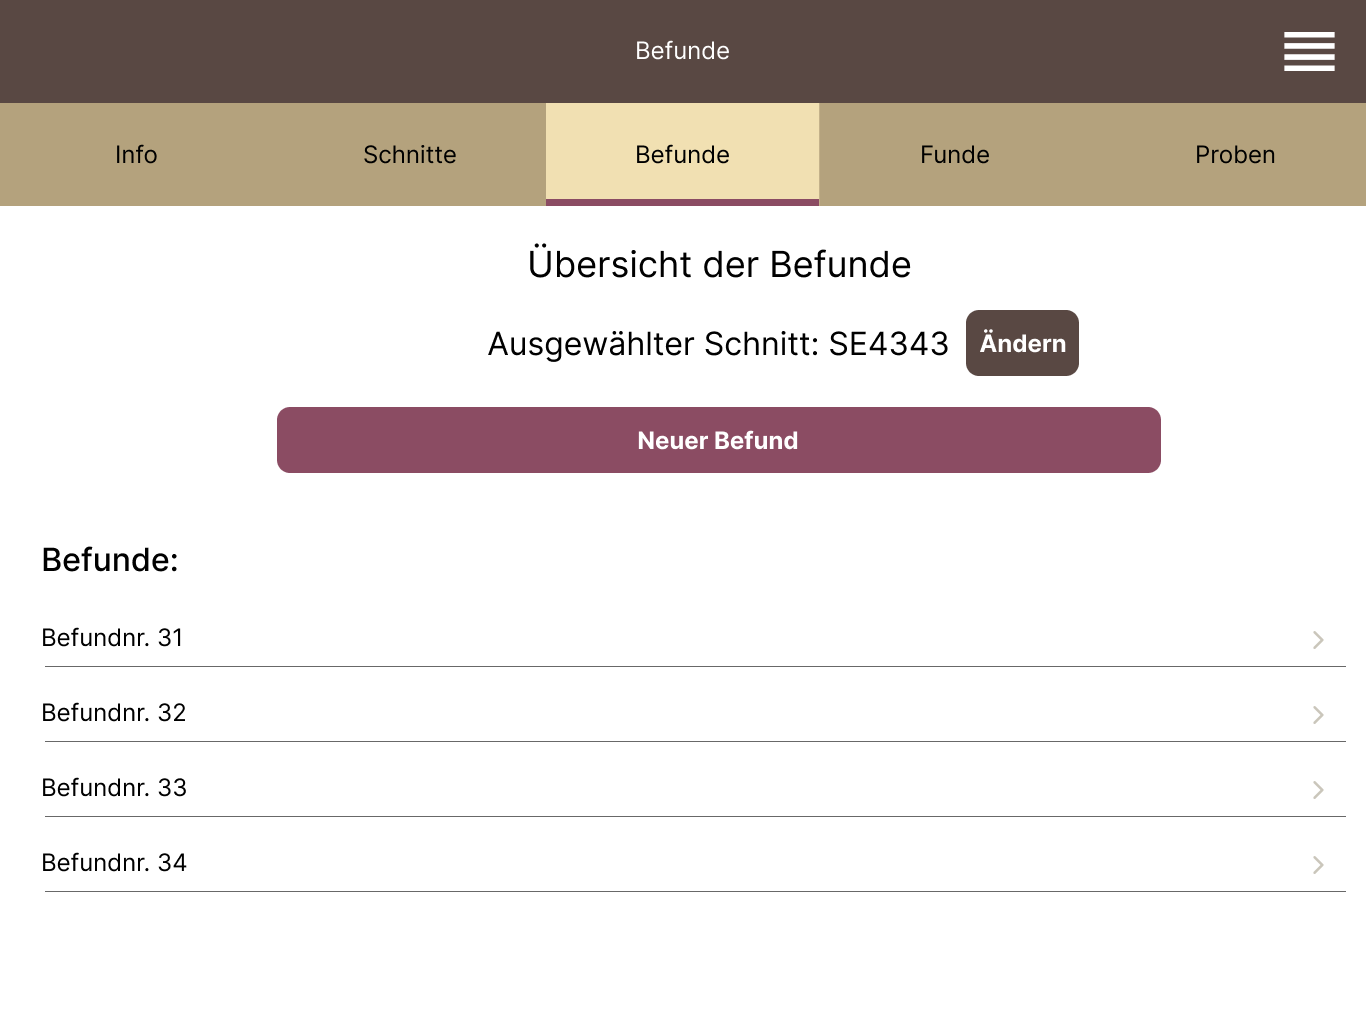 Befunde
Info Schnitte Befunde Funde Proben
Übersicht der Befunde
Ausgewählter Schnitt: SE4343 Ändern
Neuer Befund
Befunde:
Befundnr. 31
Befundnr. 32
Befundnr. 33
Befundnr. 34